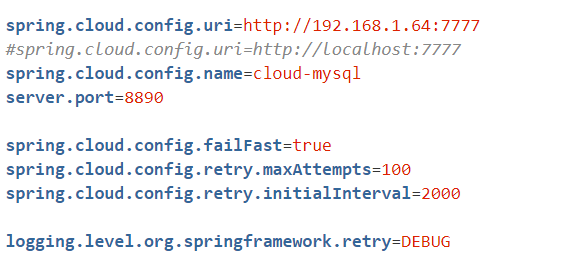 spring.cloud.config.uri=http://192.168.1.64:7777
#spring.cloud.config.uri=http://localhost:7777
spring.cloud.config.name=cloud-mysql
server.port=8890
spring.cloud.config.failFast=true
spring.cloud.config.retry.maxAttempts=100
spring.cloud.config.retry.initialInterval=2000
logging.level.org.springframework.retry=DEBUG